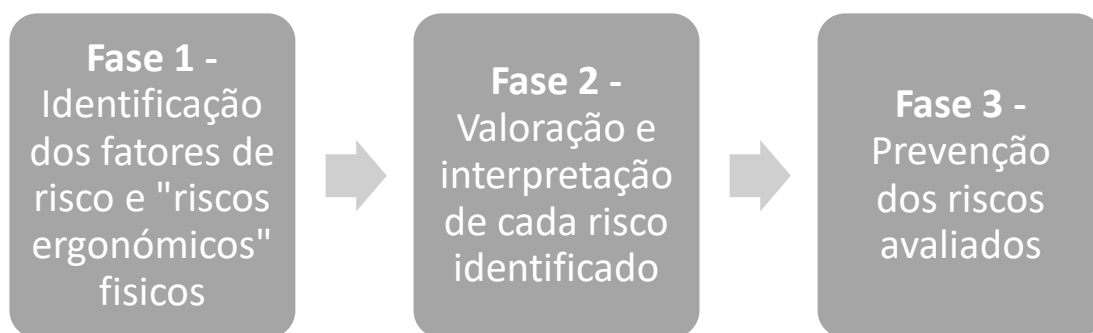 Fase 1 -
Identificação
dos fatores de
risco e "riscos
ergonómicos"
fisicos
Fase 2 -
Valoração e
interpretação
de cada risco
identificado
Fase 3 -
Prevenção
dos riscos
avaliados